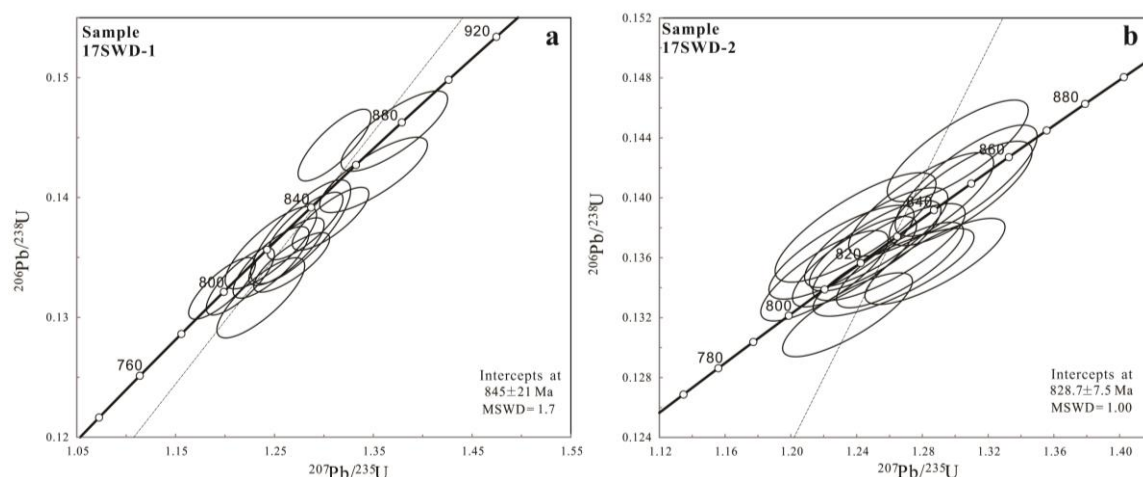 Sample
17SWD-1
a
920
880
840
800
760
0.15
0.14
0.13
0.12
1.05
1.15
1.25
1.35
1.45
1.55
²⁰⁶Pb/²³⁸U
²⁰⁷Pb/²³⁵U
Intercepts at
845±21 Ma
MSWD= 1.7
Sample
17SWD-2
b
880
860
840
820
800
780
0.152
0.148
0.144
0.140
0.136
0.132
0.128
0.124
1.12
1.16
1.20
1.24
1.28
1.32
1.36
1.40
²⁰⁶Pb/²³⁸U
²⁰⁷Pb/²³⁵U
Intercepts at
828.7±7.5 Ma
MSWD= 1.00